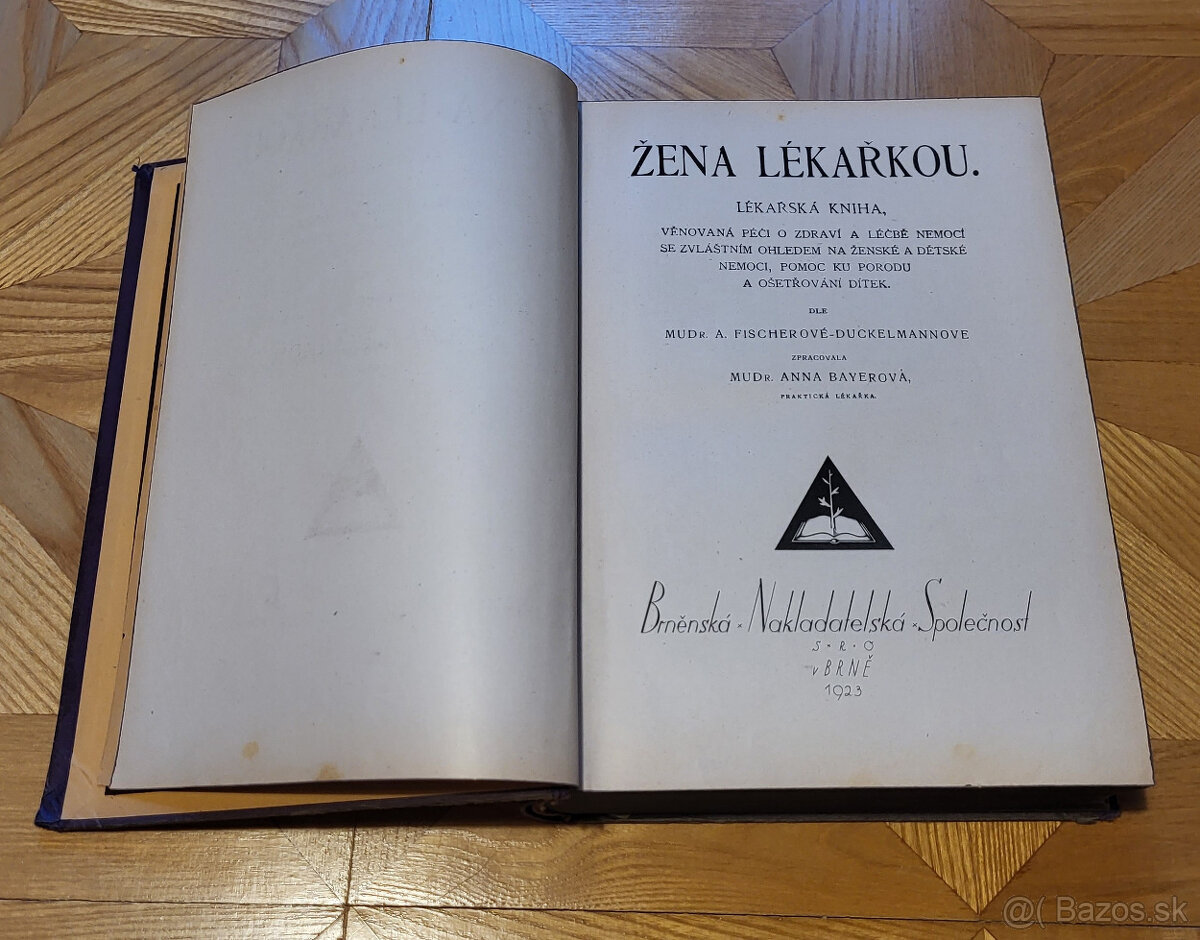 ŽENA LÉKAŘKOU.
LÉKAŘSKÁ KNIHA,
VĚNOVANÁ PÉČI O ZDRAVÍ A LÉČBĚ NEMOCÍ
SE ZVLÁŠTNÍM OHLEDEM NA ŽENSKÉ A DĚTSKÉ
NEMOCI, POMOC KU PORODU
A OŠETŘOVÁNÍ DÍTEK.
DLE
MUDR. A. FISCHEROVÉ-DUCKELMANNOVE
ZPRACOVALA
MUDR. ANNA BAYEROVÁ,
PRAKTICKÁ LÉKAŘKA.
Brněnská × Nakladatelská × Společnost
S • R • O
v BRNĚ
1923
@( Bazos.sk